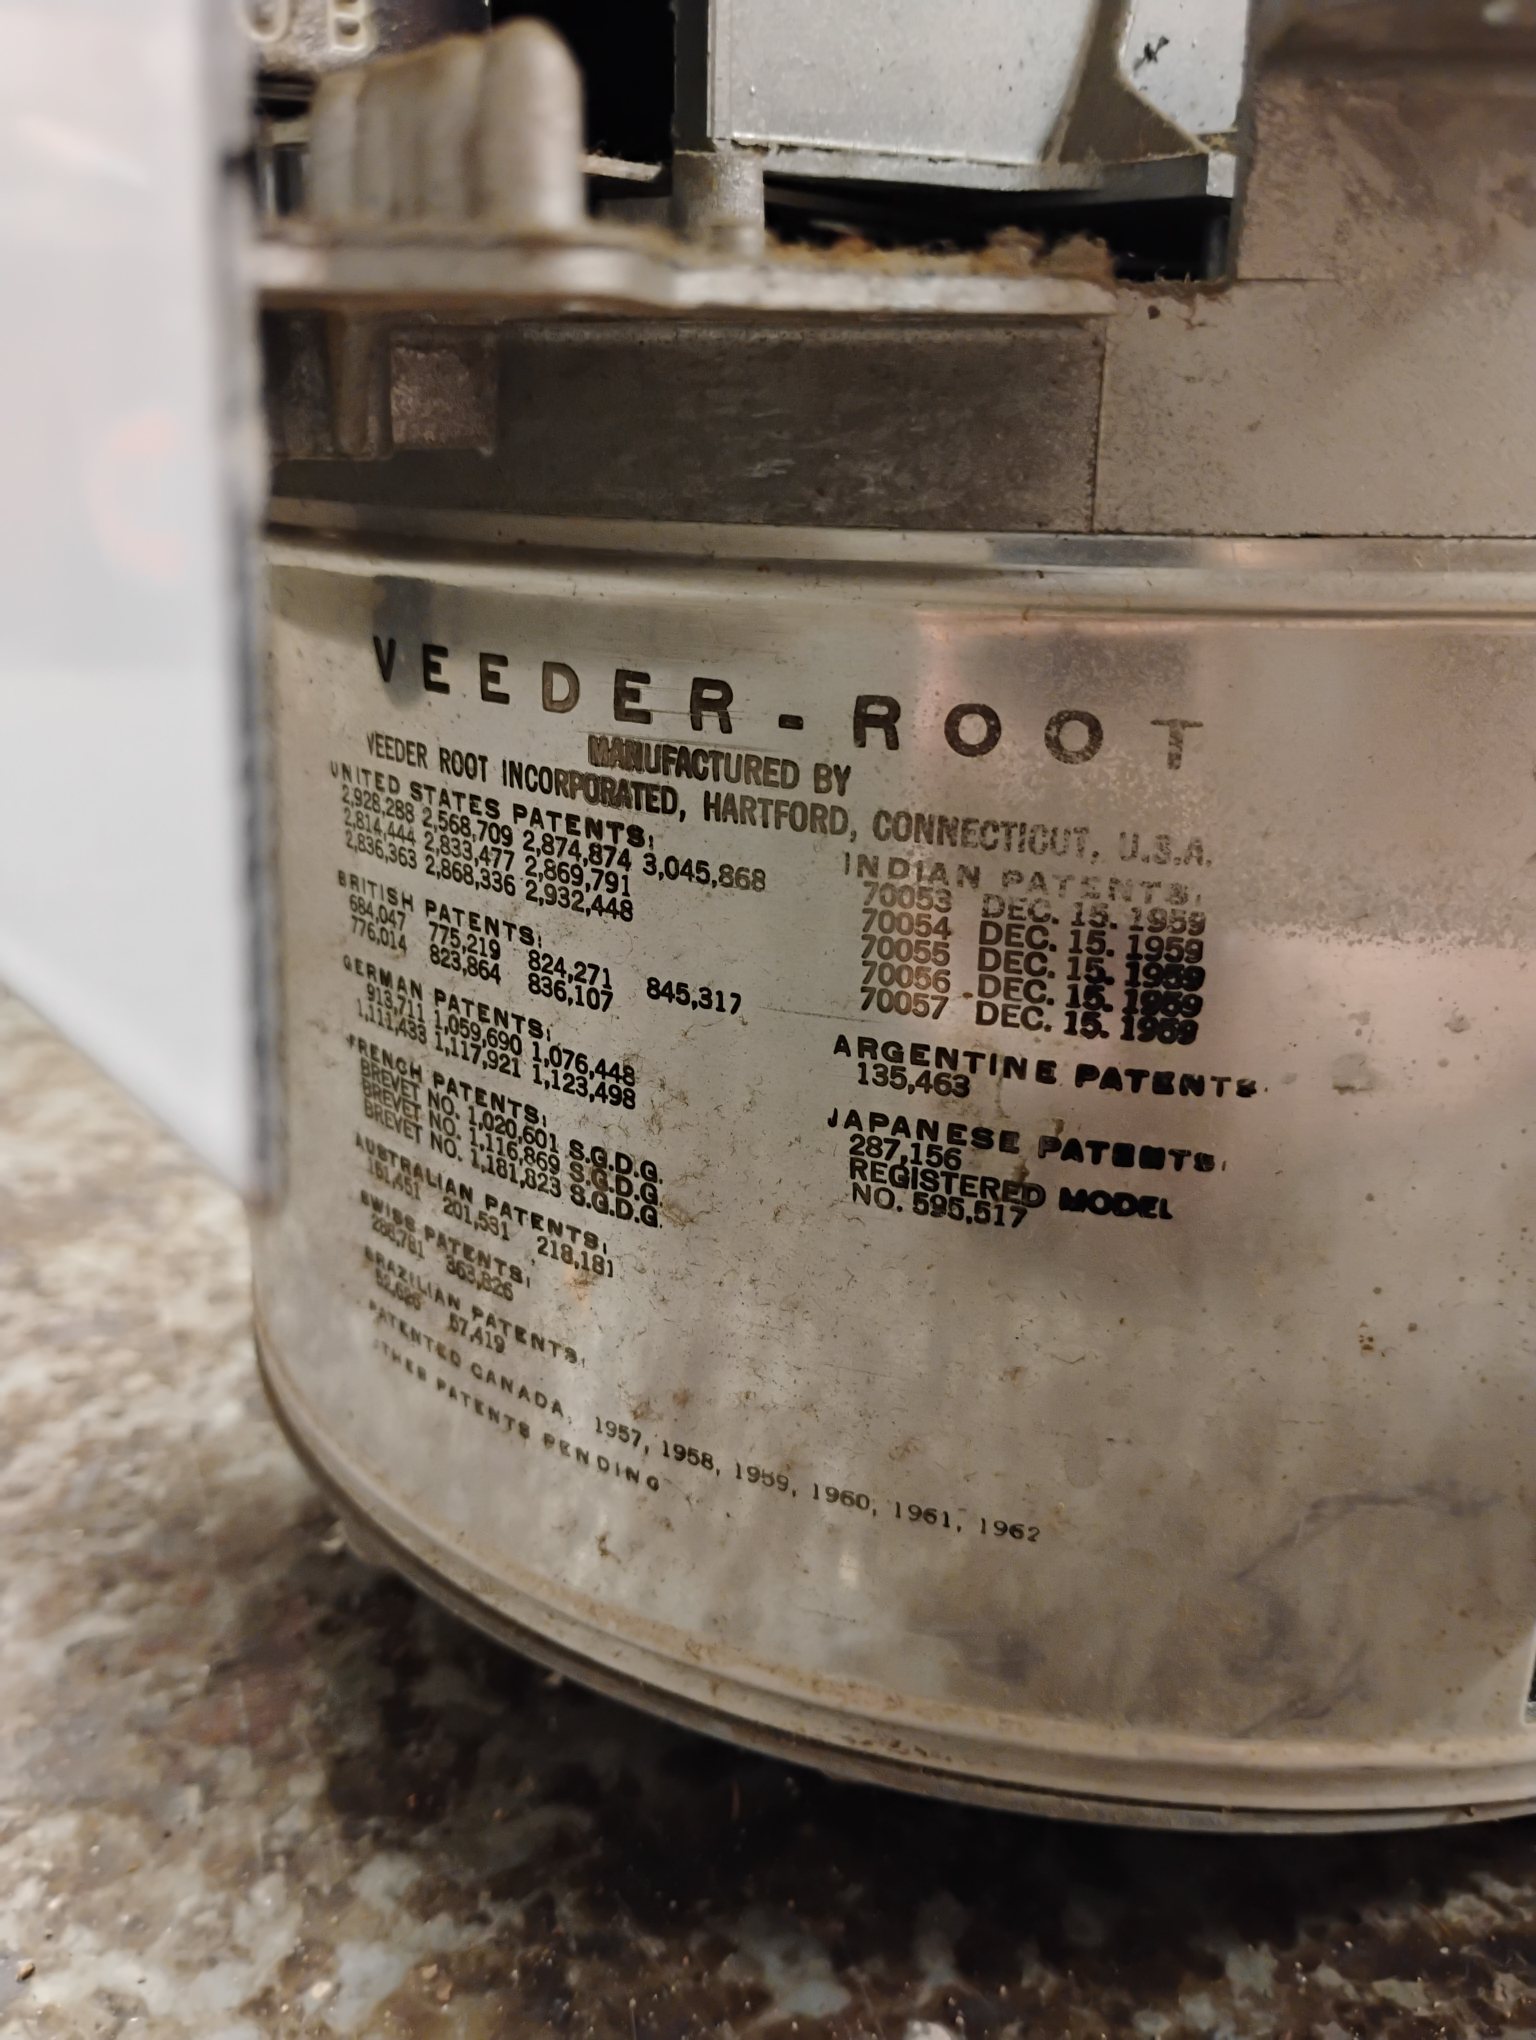 VEEDER-ROOT
MANUFACTURED BY
VEEDER ROOT INCORPORATED, HARTFORD, CONNECTICUT, U.S.A.
UNITED STATES PATENTS:
2,928,288 2,568,709 2,874,874 3,045,868
2,814,444 2,833,477 2,869,791
2,836,363 2,868,336 2,932,448
BRITISH PATENTS:
684,047 775,219 824,271 845,317
776,014 823,864 836,107
GERMAN PATENTS:
913,711 1,059,690 1,076,448
1,111,433 1,117,921 1,123,498
FRENCH PATENTS:
BREVET NO. 1,020,601 S.G.D.G.
BREVET NO. 1,116,869 S.G.D.G.
BREVET NO. 1,181,823 S.G.D.G.
AUSTRALIAN PATENTS:
161,451 201,531 218,181
SWISS PATENTS:
363,826
BRAZILIAN PATENTS:
57,419
PATENTED CANADA, 1957, 1958, 1959, 1960, 1961, 1962
OTHER PATENTS PENDING
INDIAN PATENTS:
70053 DEC. 15. 1959
70054 DEC. 15. 1959
70055 DEC. 15. 1959
70056 DEC. 15. 1959
70057 DEC. 15. 1959
ARGENTINE PATENTS
135,463
JAPANESE PATENTS:
287,156
REGISTERED MODEL
NO. 595,517